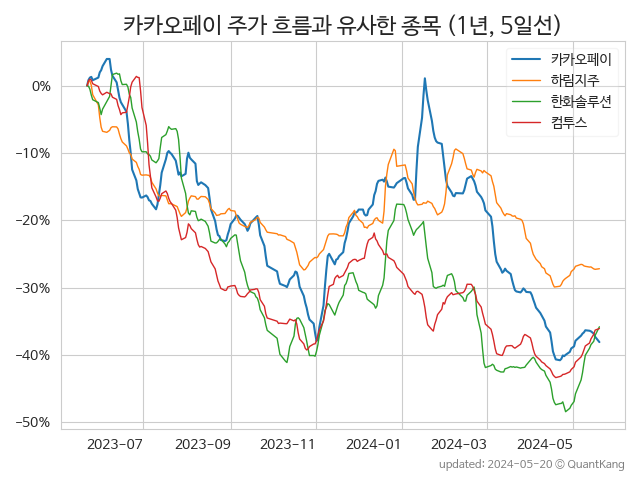 카카오페이 주가 흐름과 유사한 종목 (1년, 5일선)
카카오페이
하림지주
한화솔루션
컴투스
0%
−10%
−20%
−30%
−40%
−50%
2023-07
2023-09
2023-11
2024-01
2024-03
2024-05
updated: 2024-05-20 © QuantKang